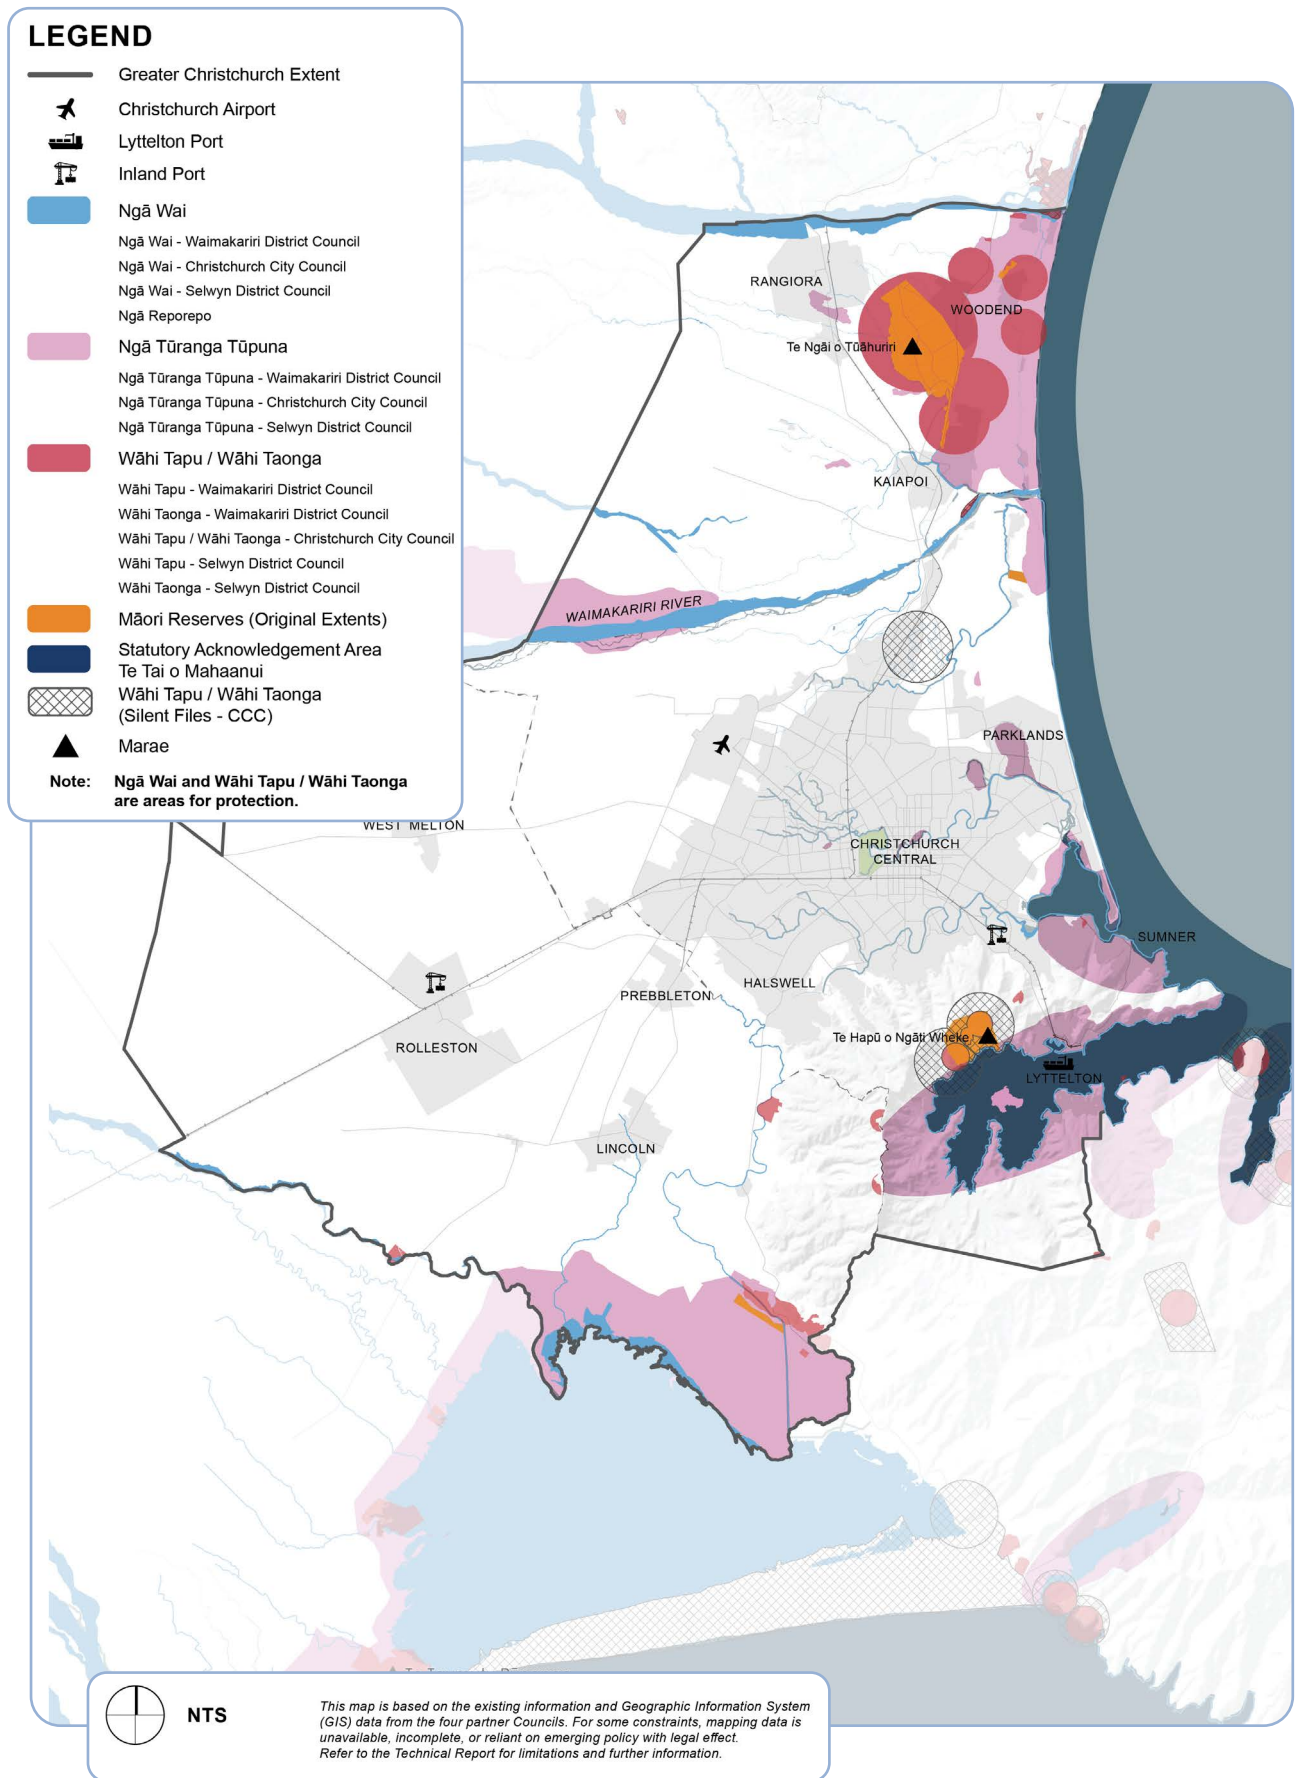 LEGEND
Greater Christchurch Extent
Christchurch Airport
Lyttelton Port
Inland Port
Ngā Wai
Ngā Wai - Waimakariri District Council
Ngā Wai - Christchurch City Council
Ngā Wai - Selwyn District Council
Ngā Reporepo
Ngā Tūranga Tūpuna
Ngā Tūranga Tūpuna - Waimakariri District Council
Ngā Tūranga Tūpuna - Christchurch City Council
Ngā Tūranga Tūpuna - Selwyn District Council
Wāhi Tapu / Wāhi Taonga
Wāhi Tapu - Waimakariri District Council
Wāhi Taonga - Waimakariri District Council
Wāhi Tapu / Wāhi Taonga - Christchurch City Council
Wāhi Tapu - Selwyn District Council
Wāhi Taonga - Selwyn District Council
Māori Reserves (Original Extents)
Statutory Acknowledgement Area
Te Tai o Mahaanui
Wāhi Tapu / Wāhi Taonga
(Silent Files - CCC)
Marae
Note: Ngā Wai and Wāhi Tapu / Wāhi Taonga
are areas for protection.
RANGIORA
WOODEND
Te Ngāi o Tūāhuriri
KAIAPOI
WAIMAKARIRI RIVER
PARKLANDS
WEST MELTON
CHRISTCHURCH
CENTRAL
SUMNER
HALSWELL
PREBBLETON
Te Hapū o Ngāti Wheke
ROLLESTON
LYTTELTON
LINCOLN
NTS
This map is based on the existing information and Geographic Information System
(GIS) data from the four partner Councils. For some constraints, mapping data is
unavailable, incomplete, or reliant on emerging policy with legal effect.
Refer to the Technical Report for limitations and further information.